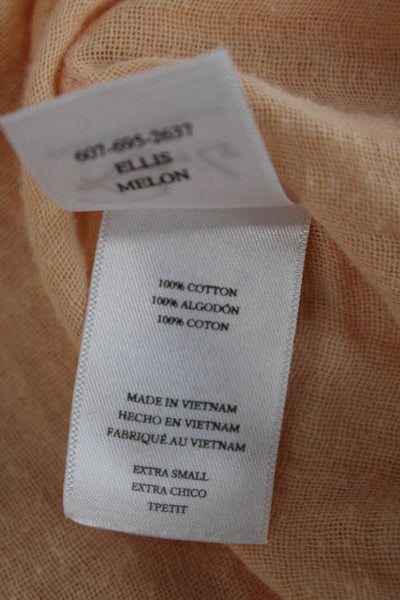 607-695-2637
ELLIS
MELON
100% COTTON
100% ALGODÓN
100% COTON
MADE IN VIETNAM
HECHO EN VIETNAM
FABRIQUÉ AU VIETNAM
EXTRA SMALL
EXTRA CHICO
TPETIT